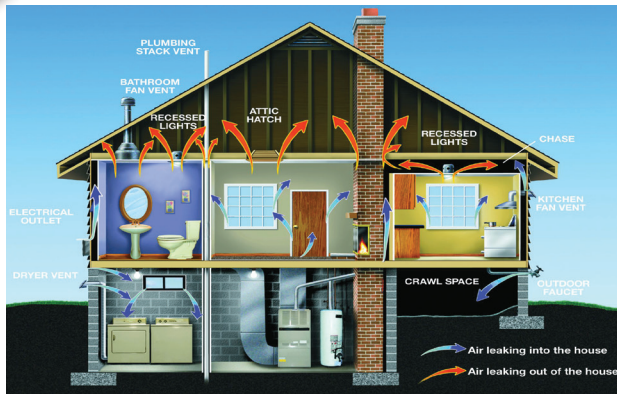 PLUMBING
STACK VENT
BATHROOM
FAN VENT
RECESSED
LIGHTS
ATTIC
HATCH
RECESSED
LIGHTS
CHASE
ELECTRICAL
OUTLET
KITCHEN
FAN VENT
DRYER VENT
CRAWL SPACE
OUTDOOR
FAUCET
Air leaking into the house
Air leaking out of the house